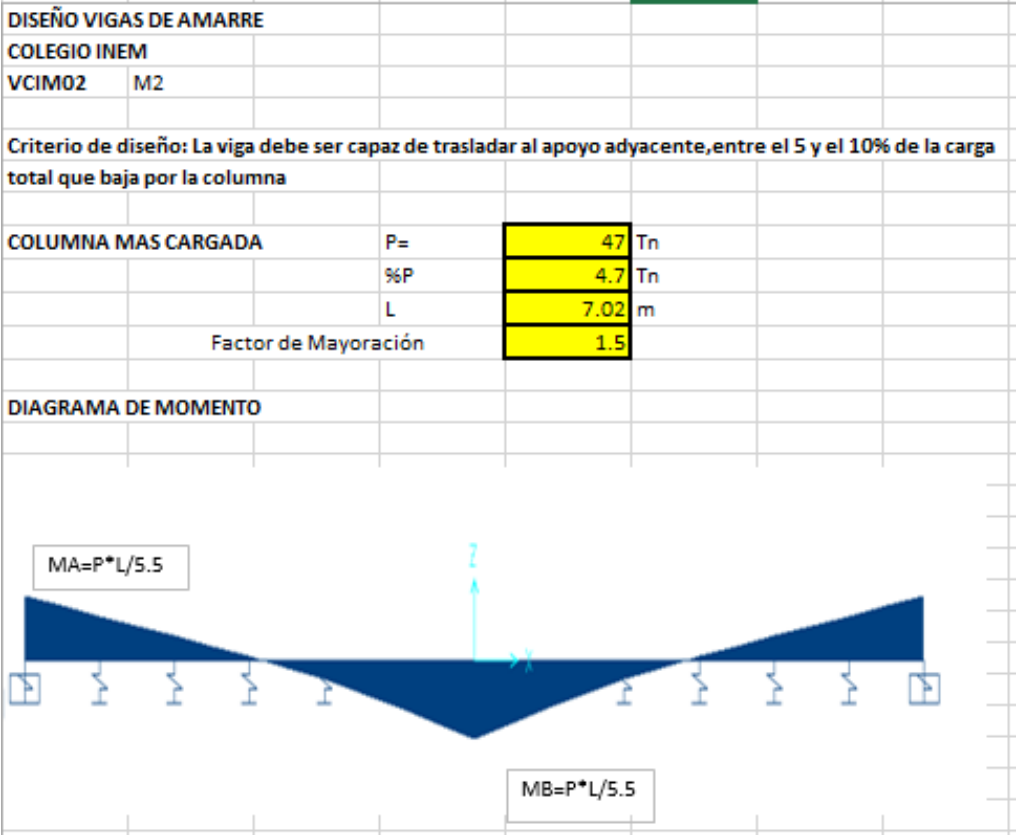 DISEÑO VIGAS DE AMARRE
COLEGIO INEM
VCIM02 M2
Criterio de diseño: La viga debe ser capaz de trasladar al apoyo adyacente,entre el 5 y el 10% de la carga
total que baja por la columna
COLUMNA MAS CARGADA P= 47 Tn
%P 4.7 Tn
L 7.02 m
Factor de Mayoración 1.5
DIAGRAMA DE MOMENTO
MA=P*L/5.5
Z
X
MB=P*L/5.5